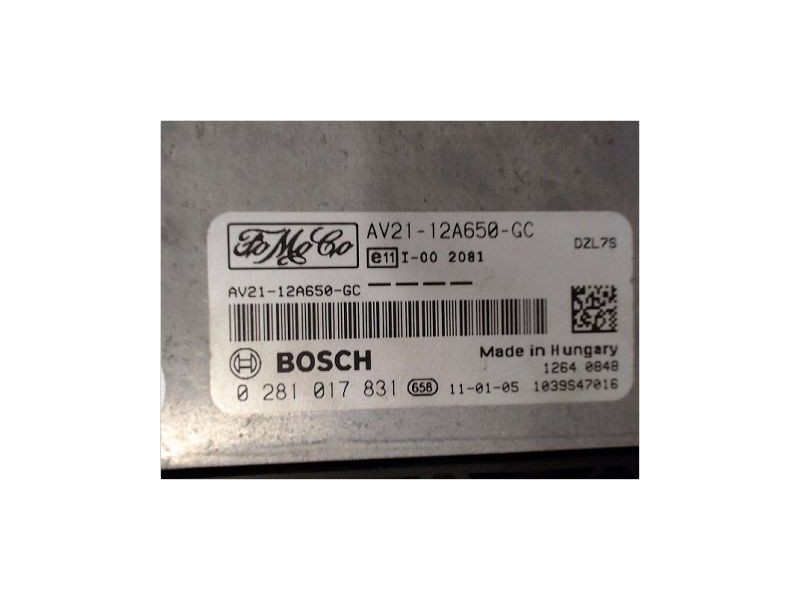 FoMoCo AV21-12A650-GC DZL7S
e11 I-00 2081
AV21-12A650-GC — — — —
BOSCH Made in Hungary
1264 0848
0 281 017 831 658 11-01-05 1039S47016